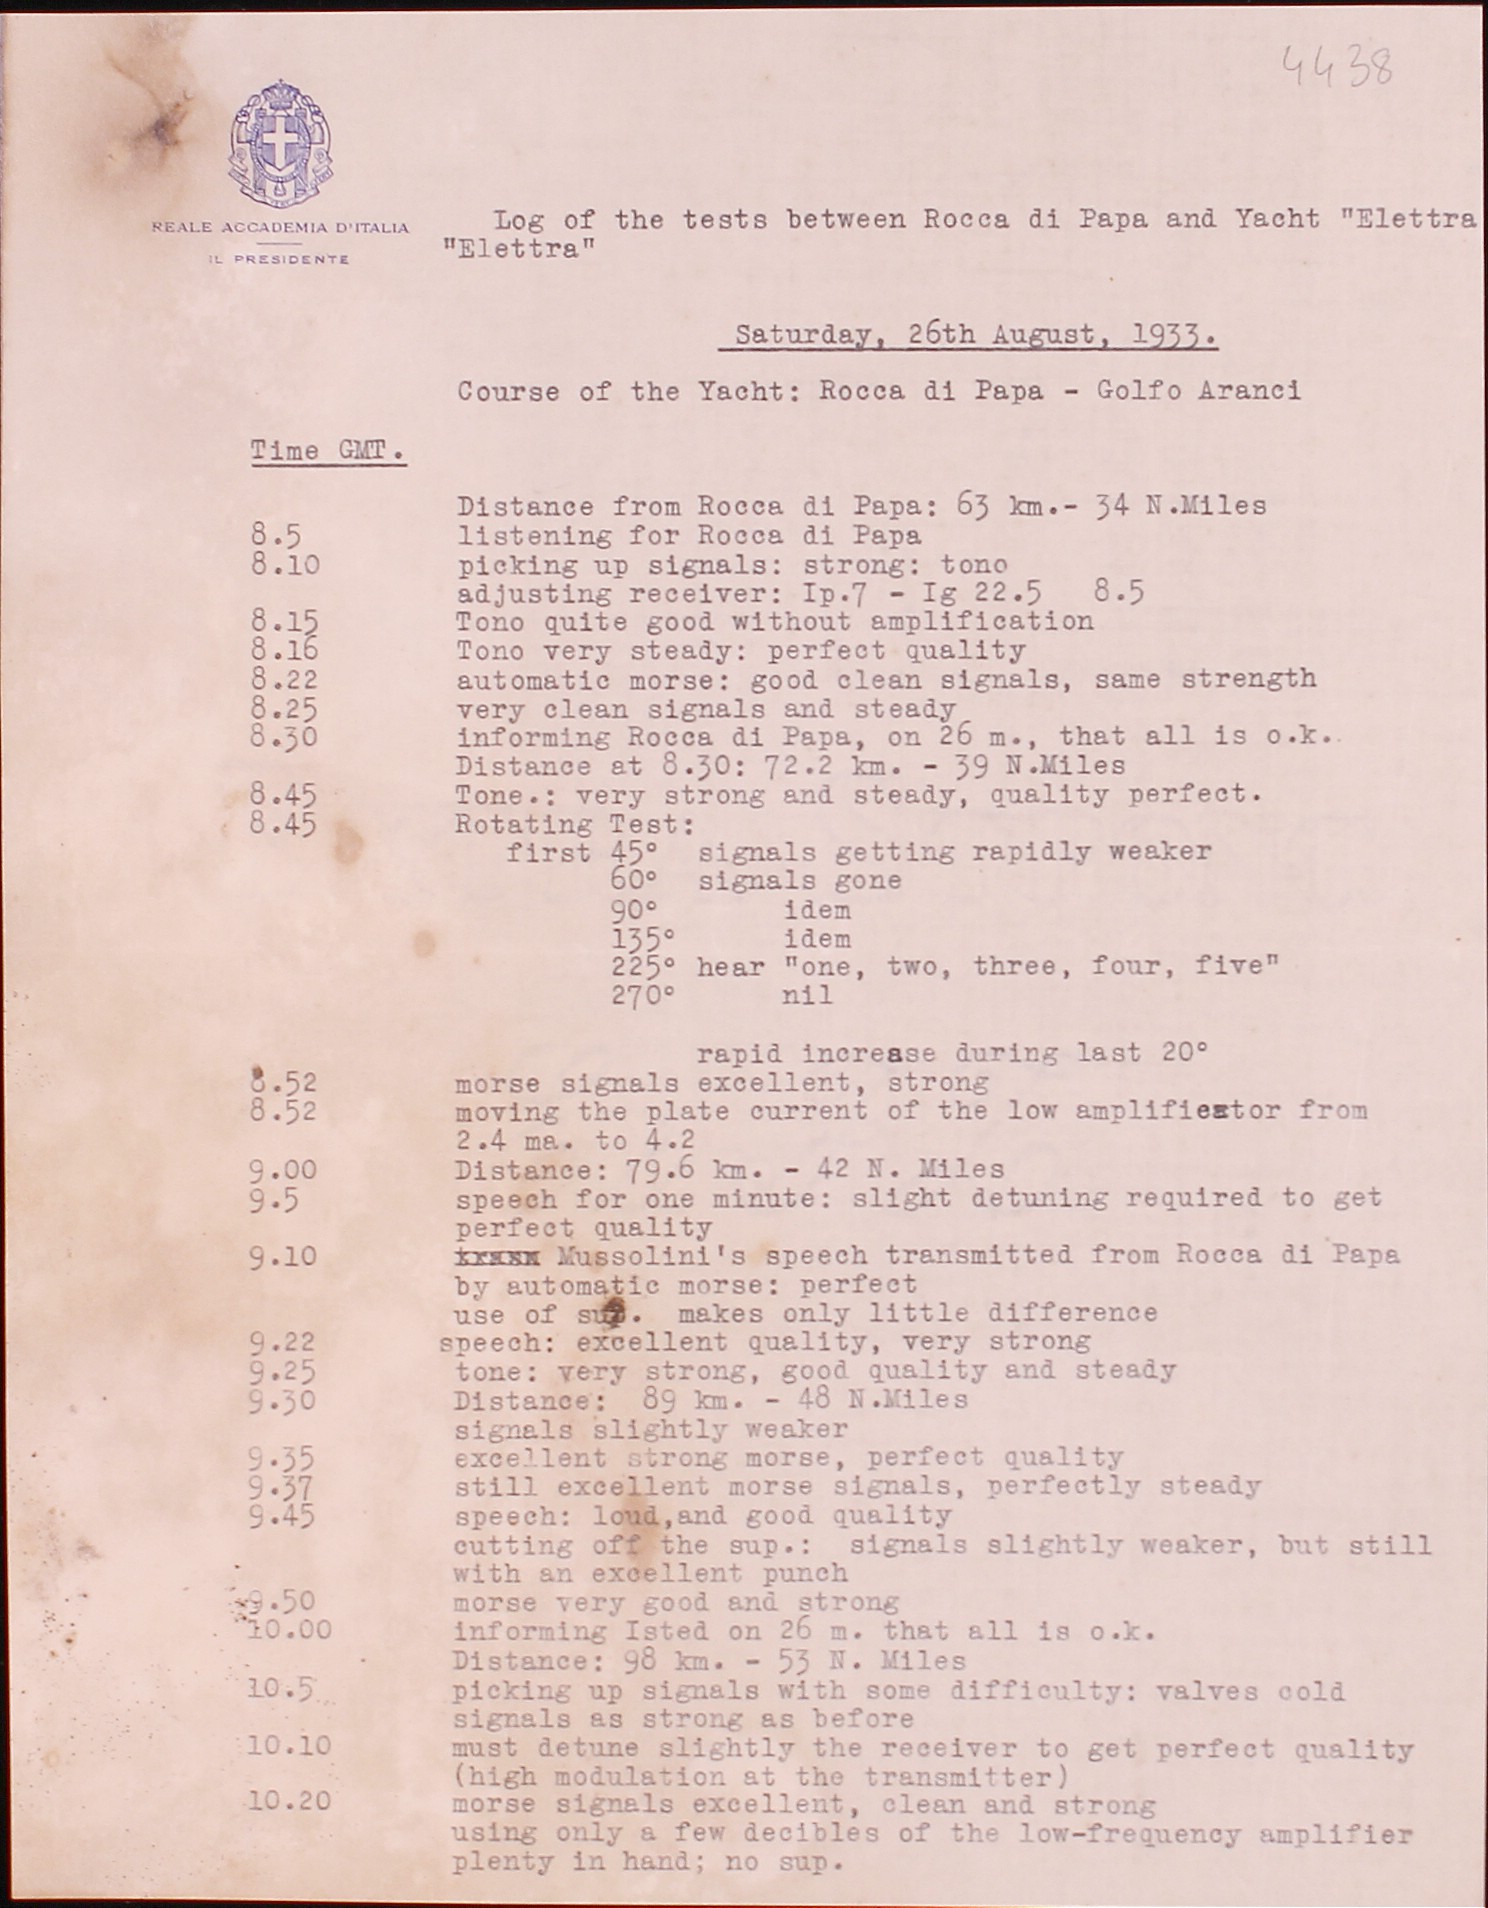 4438
REALE ACCADEMIA D'ITALIA
IL PRESIDENTE
Log of the tests between Rocca di Papa and Yacht "Elettra
"Elettra"
Saturday, 26th August, 1933.
Course of the Yacht: Rocca di Papa - Golfo Aranci
Time GMT.
Distance from Rocca di Papa: 63 km.- 34 N.Miles
8.5 listening for Rocca di Papa
8.10 picking up signals: strong: tono
adjusting receiver: Ip.7 - Ig 22.5 8.5
8.15 Tono quite good without amplification
8.16 Tono very steady: perfect quality
8.22 automatic morse: good clean signals, same strength
8.25 very clean signals and steady
8.30 informing Rocca di Papa, on 26 m., that all is o.k.
Distance at 8.30: 72.2 km. - 39 N.Miles
8.45 Tone.: very strong and steady, quality perfect.
8.45 Rotating Test:
first 45° signals getting rapidly weaker
60° signals gone
90° idem
135° idem
225° hear "one, two, three, four, five"
270° nil
rapid increase during last 20°
8.52 morse signals excellent, strong
8.52 moving the plate current of the low amplificator from
2.4 ma. to 4.2
9.00 Distance: 79.6 km. - 42 N. Miles
9.5 speech for one minute: slight detuning required to get
perfect quality
9.10 Mussolini's speech transmitted from Rocca di Papa
by automatic morse: perfect
use of sup. makes only little difference
9.22 speech: excellent quality, very strong
9.25 tone: very strong, good quality and steady
9.30 Distance: 89 km. - 48 N.Miles
signals slightly weaker
9.35 excellent strong morse, perfect quality
9.37 still excellent morse signals, perfectly steady
9.45 speech: loud,and good quality
cutting off the sup.: signals slightly weaker, but still
with an excellent punch
9.50 morse very good and strong
10.00 informing Isted on 26 m. that all is o.k.
Distance: 98 km. - 53 N. Miles
10.5 picking up signals with some difficulty: valves cold
signals as strong as before
10.10 must detune slightly the receiver to get perfect quality
(high modulation at the transmitter)
10.20 morse signals excellent, clean and strong
using only a few decibles of the low-frequency amplifier
plenty in hand; no sup.